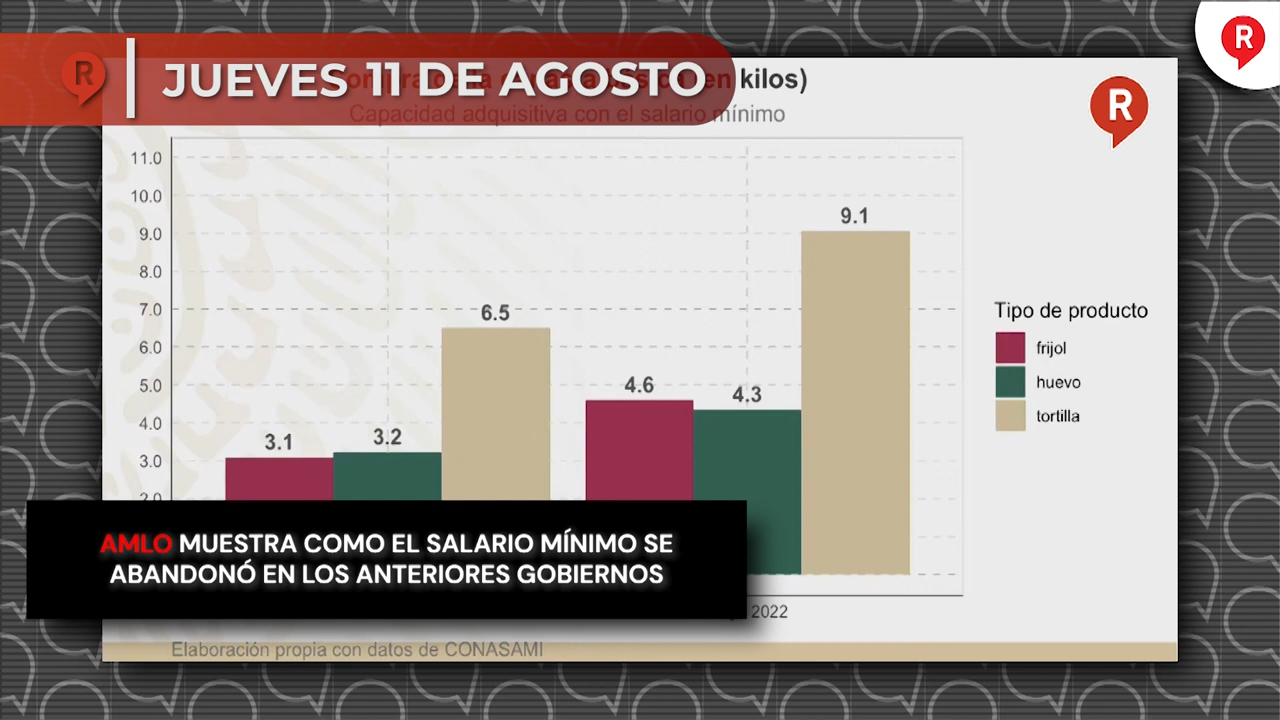 R
R JUEVES 11 DE AGOSTO
en kilos)
R
Capacidad adquisitiva con el salario mínimo
11.0
10.0
9.0
8.0
7.0
6.0
5.0
4.0
3.0
2.0
3.1
3.2
6.5
4.6
4.3
9.1
Tipo de producto
frijol
huevo
tortilla
AMLO MUESTRA COMO EL SALARIO MÍNIMO SE
ABANDONÓ EN LOS ANTERIORES GOBIERNOS
2022
Elaboración propia con datos de CONASAMI